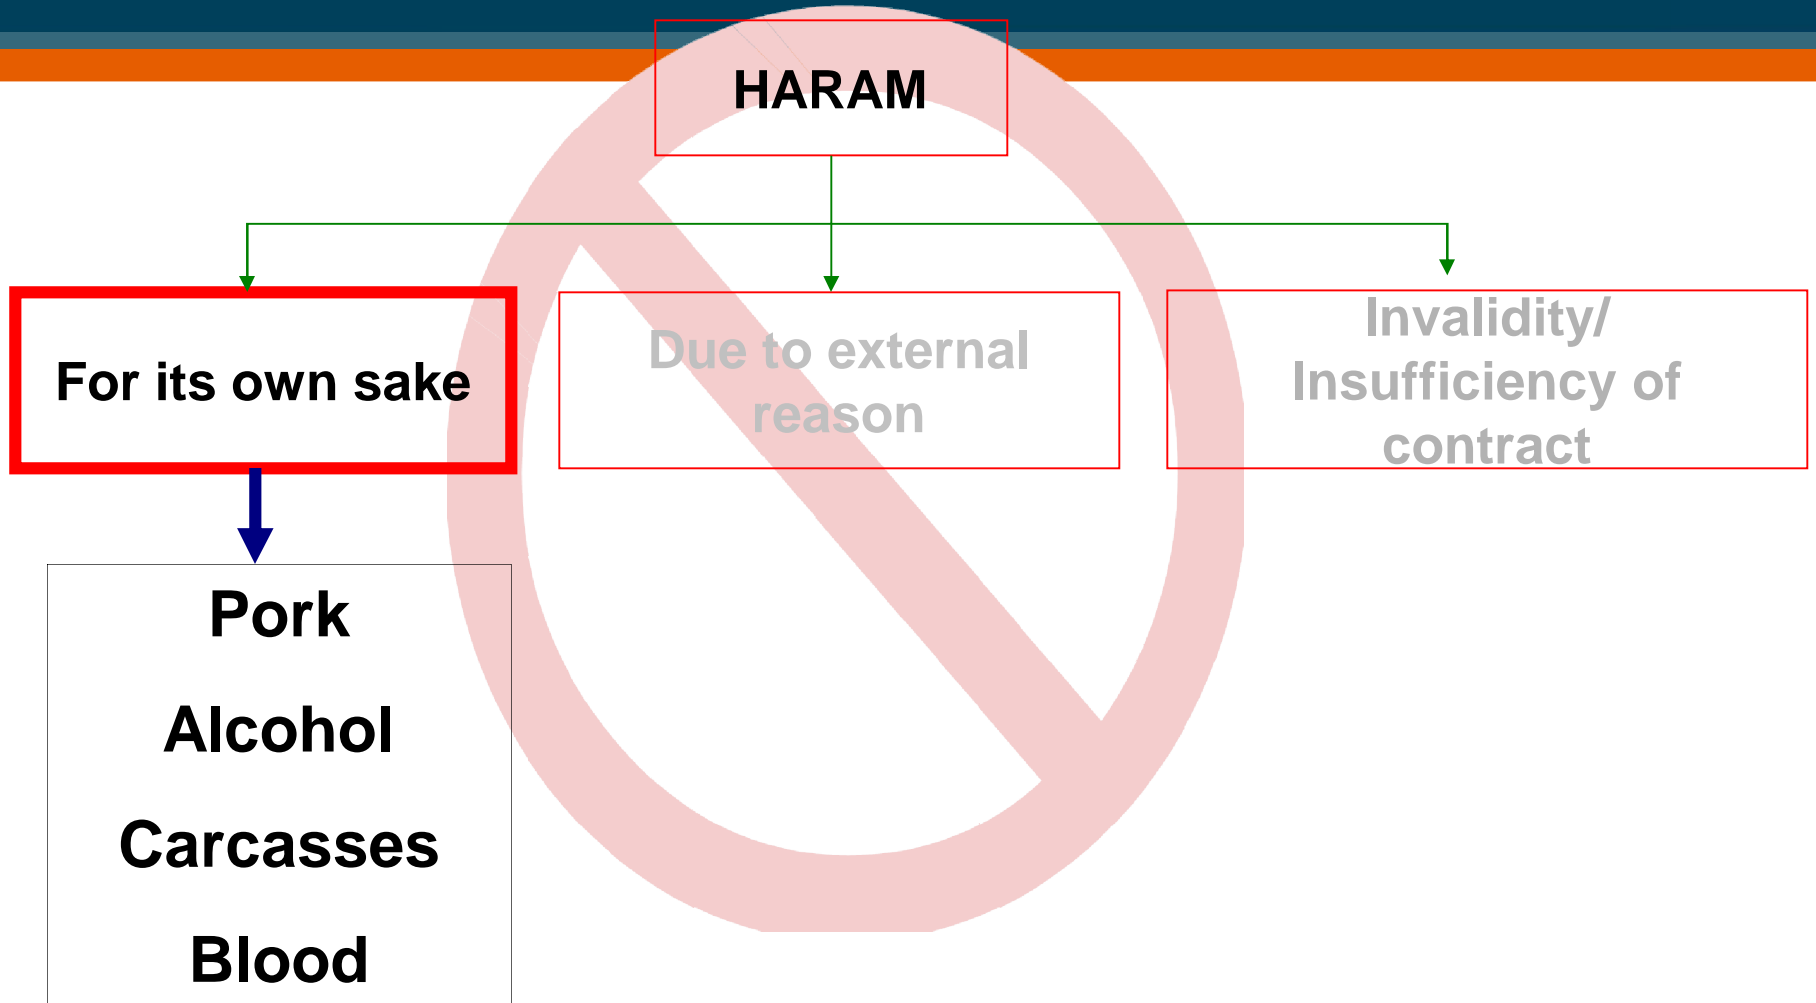 HARAM
For its own sake
Due to external
reason
Invalidity/
Insufficiency of
contract
Pork
Alcohol
Carcasses
Blood